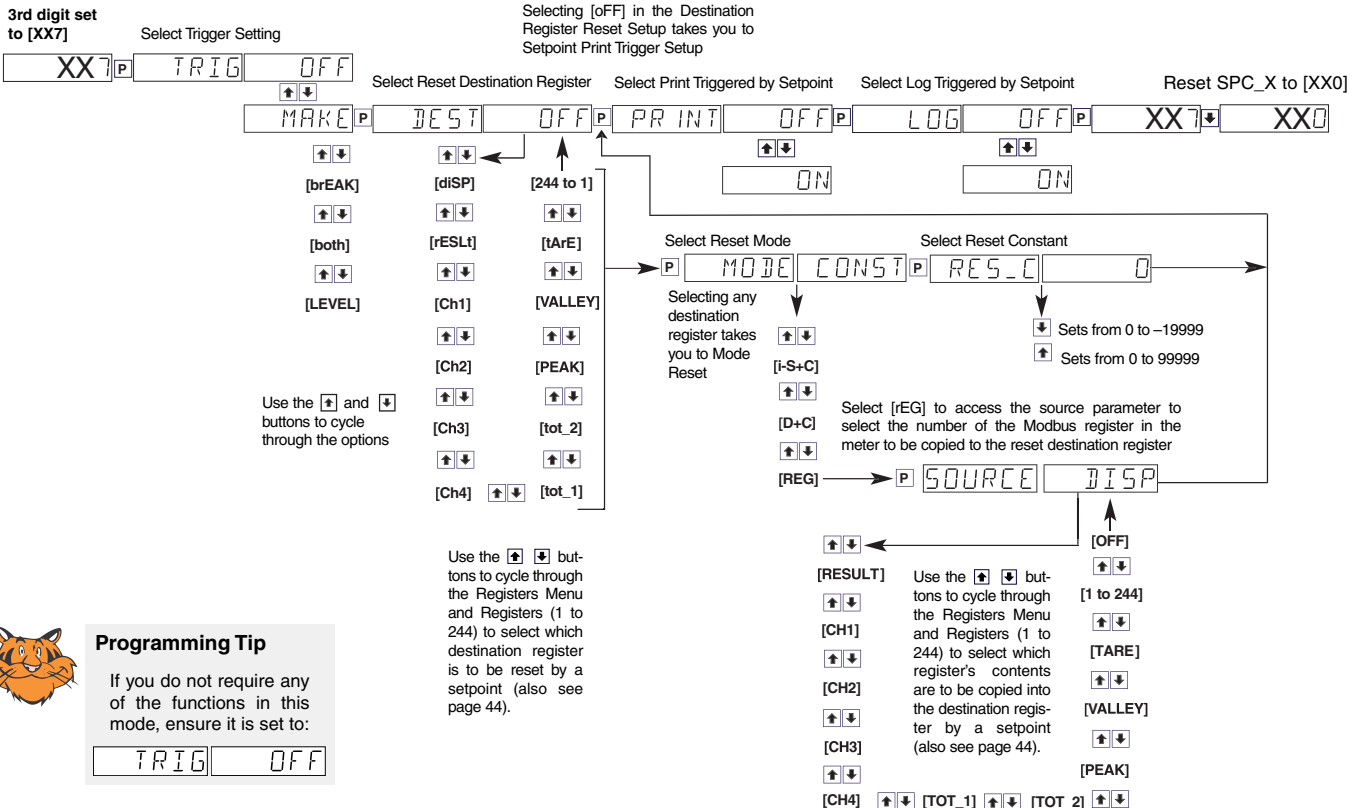 3rd digit set
to [XX7]
Select Trigger Setting
Selecting [oFF] in the Destination
Register Reset Setup takes you to
Setpoint Print Trigger Setup
XX7 P TRIG OFF
Select Reset Destination Register
Select Print Triggered by Setpoint
Select Log Triggered by Setpoint
Reset SPC_X to [XX0]
MAKE P DEST OFF P PRINT OFF P LOG OFF P XX7 XX0
ON
ON
[brEAK]
[both]
[LEVEL]
[diSP]
[rESLt]
[Ch1]
[Ch2]
[Ch3]
[Ch4]
[244 to 1]
[tArE]
[VALLEY]
[PEAK]
[tot_2]
[tot_1]
Use the and
buttons to cycle
through the options
Use the but-
tons to cycle through
the Registers Menu
and Registers (1 to
244) to select which
destination register
is to be reset by a
setpoint (also see
page 44).
Select Reset Mode
Select Reset Constant
P MODE CONST P RES_C 0
Selecting any
destination
register takes
you to Mode
Reset
[i-S+C]
[D+C]
[REG]
Sets from 0 to –19999
Sets from 0 to 99999
Select [rEG] to access the source parameter to
select the number of the Modbus register in the
meter to be copied to the reset destination register
P SOURCE DISP
[RESULT]
[CH1]
[CH2]
[CH3]
[CH4]
[TOT_1]
[TOT_2]
Use the but-
tons to cycle through
the Registers Menu
and Registers (1 to
244) to select which
register's contents
are to be copied into
the destination regis-
ter by a setpoint
(also see page 44).
[OFF]
[1 to 244]
[TARE]
[VALLEY]
[PEAK]
Programming Tip
If you do not require any
of the functions in this
mode, ensure it is set to:
TRIG OFF